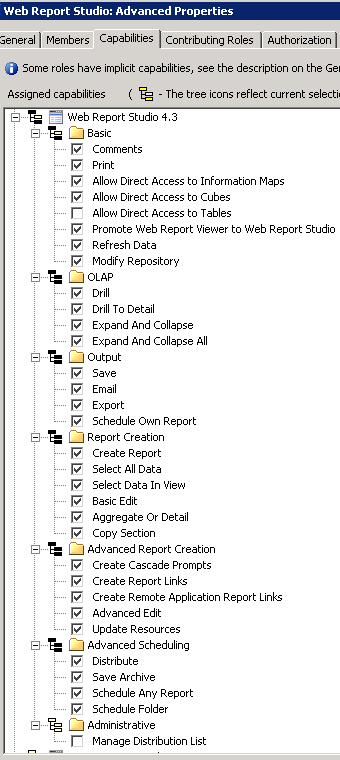 Web Report Studio: Advanced Properties
General Members Capabilities Contributing Roles Authorization
Some roles have implicit capabilities, see the description on the Ge
Assigned capabilities ( - The tree icons reflect current selecti
Web Report Studio 4.3
Basic
Comments
Print
Allow Direct Access to Information Maps
Allow Direct Access to Cubes
Allow Direct Access to Tables
Promote Web Report Viewer to Web Report Studio
Refresh Data
Modify Repository
OLAP
Drill
Drill To Detail
Expand And Collapse
Expand And Collapse All
Output
Save
Email
Export
Schedule Own Report
Report Creation
Create Report
Select All Data
Select Data In View
Basic Edit
Aggregate Or Detail
Copy Section
Advanced Report Creation
Create Cascade Prompts
Create Report Links
Create Remote Application Report Links
Advanced Edit
Update Resources
Advanced Scheduling
Distribute
Save Archive
Schedule Any Report
Schedule Folder
Administrative
Manage Distribution List